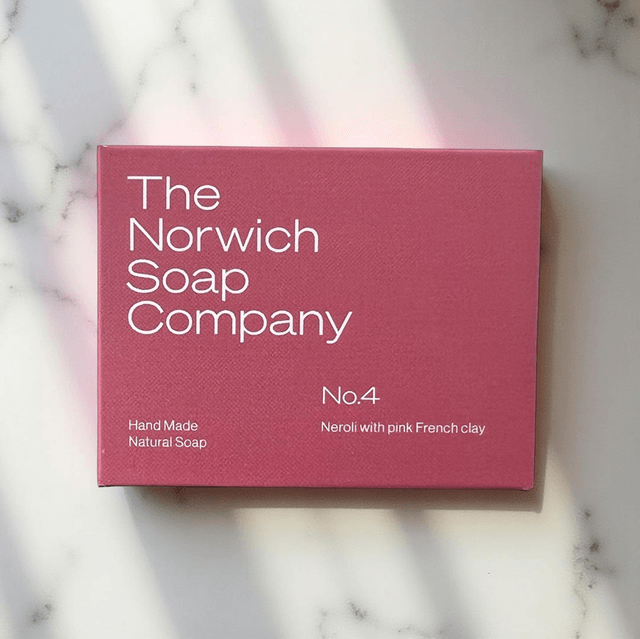 The
Norwich
Soap
Company
No.4
Hand Made
Natural Soap
Neroli with pink French clay